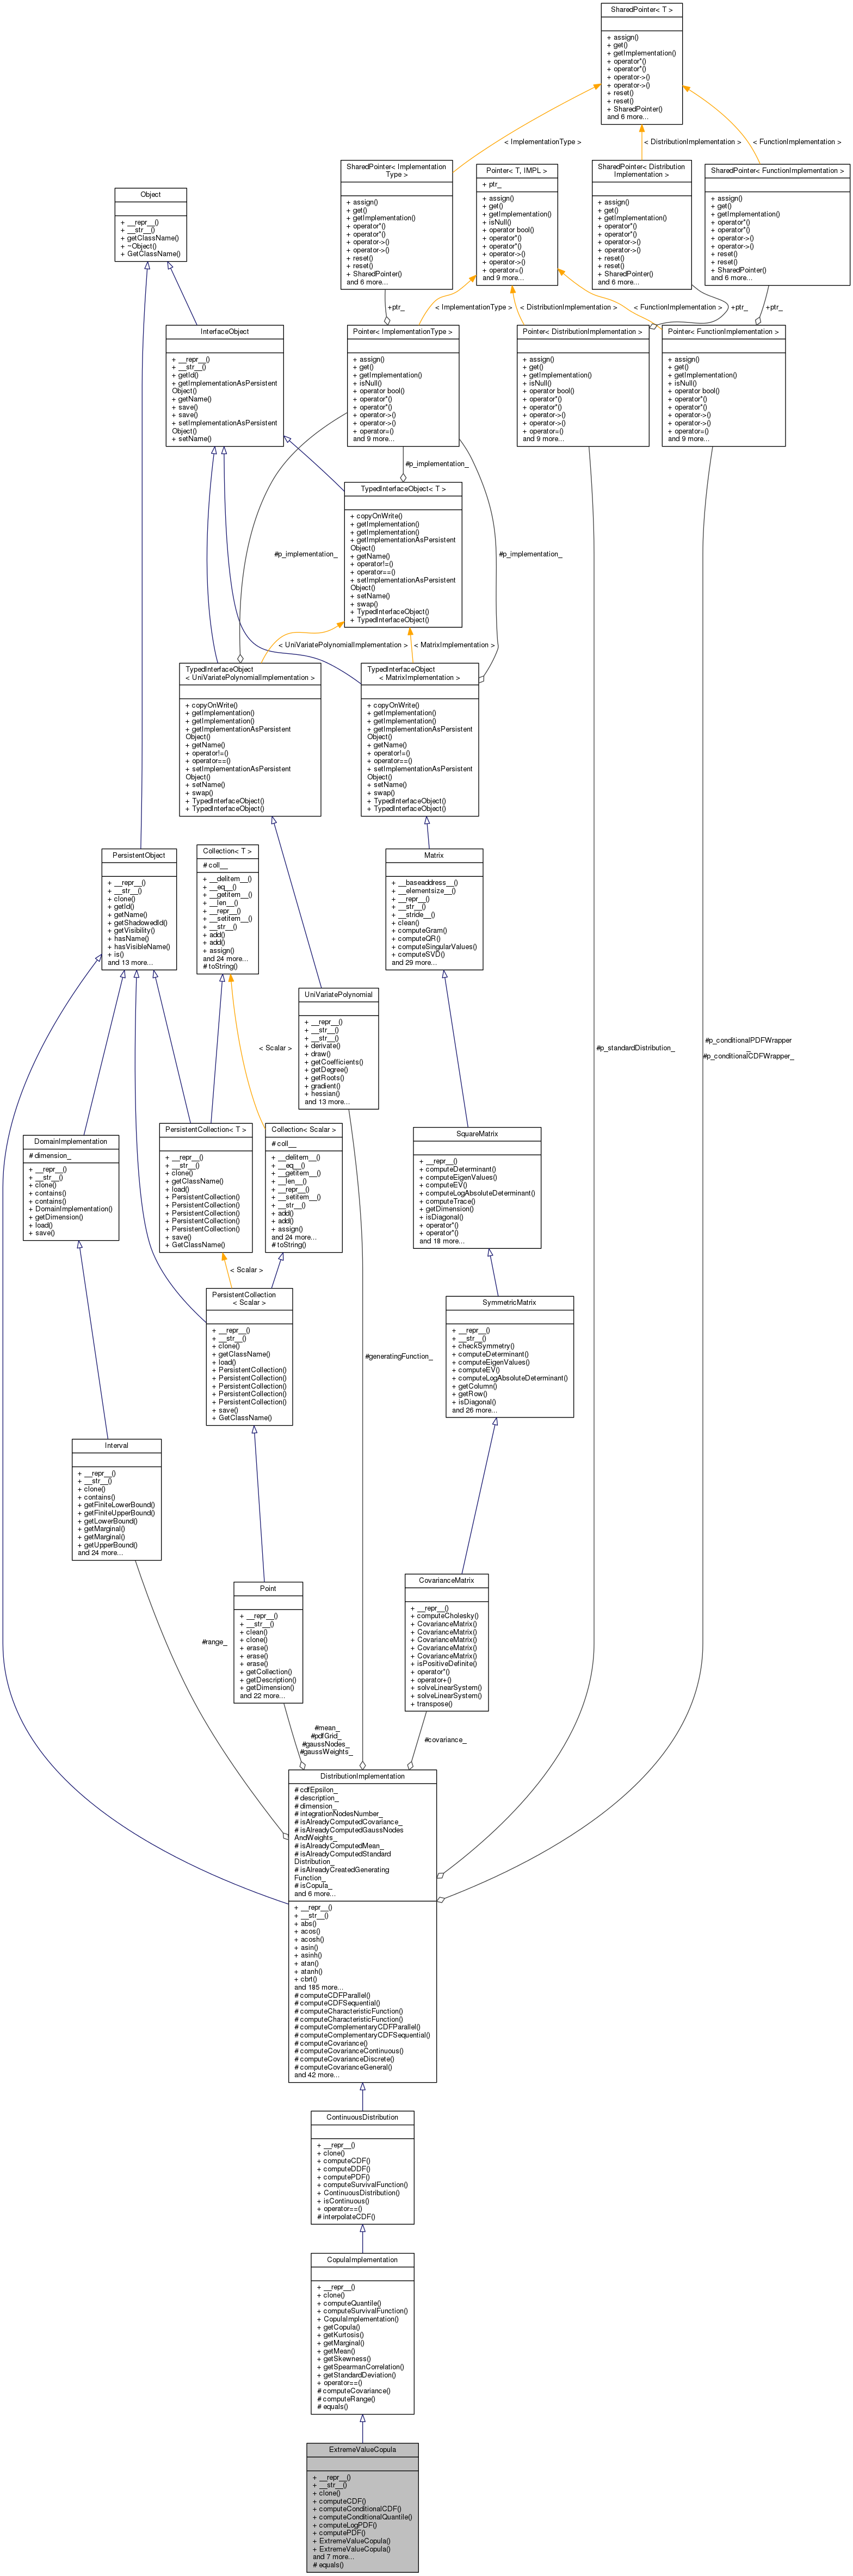 SharedPointer< T >
+ assign()
+ get()
+ getImplementation()
+ operator*()
+ operator*()
+ operator->()
+ operator->()
+ reset()
+ reset()
+ SharedPointer()
and 6 more...
< ImplementationType >
< DistributionImplementation >
< FunctionImplementation >
SharedPointer< Implementation
Type >
+ assign()
+ get()
+ getImplementation()
+ operator*()
+ operator*()
+ operator->()
+ operator->()
+ reset()
+ reset()
+ SharedPointer()
and 6 more...
Pointer< T, IMPL >
+ ptr_
+ assign()
+ get()
+ getImplementation()
+ isNull()
+ operator bool()
+ operator*()
+ operator*()
+ operator->()
+ operator->()
+ operator=()
and 9 more...
SharedPointer< Distribution
Implementation >
+ assign()
+ get()
+ getImplementation()
+ operator*()
+ operator*()
+ operator->()
+ operator->()
+ reset()
+ reset()
+ SharedPointer()
and 6 more...
SharedPointer< FunctionImplementation >
+ assign()
+ get()
+ getImplementation()
+ operator*()
+ operator*()
+ operator->()
+ operator->()
+ reset()
+ reset()
+ SharedPointer()
and 6 more...
Object
+ __repr__()
+ __str__()
+ getClassName()
+ ~Object()
+ GetClassName()
+ptr_
< ImplementationType >
< DistributionImplementation >
< FunctionImplementation >
+ptr_
+ptr_
InterfaceObject
+ __repr__()
+ __str__()
+ getId()
+ getImplementationAsPersistent
Object()
+ getName()
+ save()
+ save()
+ setImplementationAsPersistent
Object()
+ setName()
Pointer< ImplementationType >
+ assign()
+ get()
+ getImplementation()
+ isNull()
+ operator bool()
+ operator*()
+ operator*()
+ operator->()
+ operator->()
+ operator=()
and 9 more...
Pointer< DistributionImplementation >
+ assign()
+ get()
+ getImplementation()
+ isNull()
+ operator bool()
+ operator*()
+ operator*()
+ operator->()
+ operator->()
+ operator=()
and 9 more...
Pointer< FunctionImplementation >
+ assign()
+ get()
+ getImplementation()
+ isNull()
+ operator bool()
+ operator*()
+ operator*()
+ operator->()
+ operator->()
+ operator=()
and 9 more...
#p_implementation_
TypedInterfaceObject< T >
+ copyOnWrite()
+ getImplementation()
+ getImplementation()
+ getImplementationAsPersistent
Object()
+ getName()
+ operator!=()
+ operator==()
+ setImplementationAsPersistent
Object()
+ setName()
+ swap()
+ TypedInterfaceObject()
+ TypedInterfaceObject()
#p_implementation_
#p_implementation_
< UniVariatePolynomialImplementation >
< MatrixImplementation >
TypedInterfaceObject
< UniVariatePolynomialImplementation >
+ copyOnWrite()
+ getImplementation()
+ getImplementation()
+ getImplementationAsPersistent
Object()
+ getName()
+ operator!=()
+ operator==()
+ setImplementationAsPersistent
Object()
+ setName()
+ swap()
+ TypedInterfaceObject()
+ TypedInterfaceObject()
TypedInterfaceObject
< MatrixImplementation >
+ copyOnWrite()
+ getImplementation()
+ getImplementation()
+ getImplementationAsPersistent
Object()
+ getName()
+ operator!=()
+ operator==()
+ setImplementationAsPersistent
Object()
+ setName()
+ swap()
+ TypedInterfaceObject()
+ TypedInterfaceObject()
PersistentObject
+ __repr__()
+ __str__()
+ clone()
+ getId()
+ getName()
+ getShadowedId()
+ getVisibility()
+ hasName()
+ hasVisibleName()
+ is()
and 13 more...
Collection< T >
# coll__
+ __delitem__()
+ __eq__()
+ __getitem__()
+ __len__()
+ __repr__()
+ __setitem__()
+ __str__()
+ add()
+ add()
+ assign()
and 24 more...
# toString()
Matrix
+ __baseaddress__()
+ __elementsize__()
+ __repr__()
+ __str__()
+ __stride__()
+ clean()
+ computeGram()
+ computeQR()
+ computeSingularValues()
+ computeSVD()
and 29 more...
UniVariatePolynomial
+ __repr__()
+ __str__()
+ __str__()
+ derivate()
+ draw()
+ getCoefficients()
+ getDegree()
+ getRoots()
+ gradient()
+ hessian()
and 13 more...
< Scalar >
#p_standardDistribution_
#p_conditionalPDFWrapper
_
#p_conditionalCDFWrapper_
DomainImplementation
# dimension_
+ __repr__()
+ __str__()
+ clone()
+ contains()
+ contains()
+ DomainImplementation()
+ getDimension()
+ load()
+ save()
PersistentCollection< T >
+ __repr__()
+ __str__()
+ clone()
+ getClassName()
+ load()
+ PersistentCollection()
+ PersistentCollection()
+ PersistentCollection()
+ PersistentCollection()
+ PersistentCollection()
+ save()
+ GetClassName()
Collection< Scalar >
# coll__
+ __delitem__()
+ __eq__()
+ __getitem__()
+ __len__()
+ __repr__()
+ __setitem__()
+ __str__()
+ add()
+ add()
+ assign()
and 24 more...
# toString()
SquareMatrix
+ __repr__()
+ computeDeterminant()
+ computeEigenValues()
+ computeEV()
+ computeLogAbsoluteDeterminant()
+ computeTrace()
+ getDimension()
+ isDiagonal()
+ operator*()
+ operator*()
and 18 more...
< Scalar >
PersistentCollection
< Scalar >
+ __repr__()
+ __str__()
+ clone()
+ getClassName()
+ load()
+ PersistentCollection()
+ PersistentCollection()
+ PersistentCollection()
+ PersistentCollection()
+ PersistentCollection()
+ save()
+ GetClassName()
#generatingFunction_
SymmetricMatrix
+ __repr__()
+ __str__()
+ checkSymmetry()
+ computeDeterminant()
+ computeEigenValues()
+ computeEV()
+ computeLogAbsoluteDeterminant()
+ getColumn()
+ getRow()
+ isDiagonal()
and 26 more...
Interval
+ __repr__()
+ __str__()
+ clone()
+ contains()
+ getFiniteLowerBound()
+ getFiniteUpperBound()
+ getLowerBound()
+ getMarginal()
+ getMarginal()
+ getUpperBound()
and 24 more...
Point
+ __repr__()
+ __str__()
+ clean()
+ clone()
+ erase()
+ erase()
+ erase()
+ getCollection()
+ getDescription()
+ getDimension()
and 22 more...
CovarianceMatrix
+ __repr__()
+ computeCholesky()
+ CovarianceMatrix()
+ CovarianceMatrix()
+ CovarianceMatrix()
+ CovarianceMatrix()
+ CovarianceMatrix()
+ isPositiveDefinite()
+ operator*()
+ operator+()
+ solveLinearSystem()
+ solveLinearSystem()
+ transpose()
#range_
#mean_
#pdfGrid_
#gaussNodes_
#gaussWeights_
#covariance_
DistributionImplementation
# cdfEpsilon_
# description_
# dimension_
# integrationNodesNumber_
# isAlreadyComputedCovariance_
# isAlreadyComputedGaussNodes
AndWeights_
# isAlreadyComputedMean_
# isAlreadyComputedStandard
Distribution_
# isAlreadyCreatedGenerating
Function_
# isCopula_
and 6 more...
+ __repr__()
+ __str__()
+ abs()
+ acos()
+ acosh()
+ asin()
+ asinh()
+ atan()
+ atanh()
+ cbrt()
and 185 more...
# computeCDFParallel()
# computeCDFSequential()
# computeCharacteristicFunction()
# computeCharacteristicFunction()
# computeComplementaryCDFParallel()
# computeComplementaryCDFSequential()
# computeCovariance()
# computeCovarianceContinuous()
# computeCovarianceDiscrete()
# computeCovarianceGeneral()
and 42 more...
ContinuousDistribution
+ __repr__()
+ clone()
+ computeCDF()
+ computeDDF()
+ computePDF()
+ computeSurvivalFunction()
+ ContinuousDistribution()
+ isContinuous()
+ operator==()
# interpolateCDF()
CopulaImplementation
+ __repr__()
+ clone()
+ computeQuantile()
+ computeSurvivalFunction()
+ CopulaImplementation()
+ getCopula()
+ getKurtosis()
+ getMarginal()
+ getMean()
+ getSkewness()
+ getSpearmanCorrelation()
+ getStandardDeviation()
+ operator==()
# computeCovariance()
# computeRange()
# equals()
ExtremeValueCopula
+ __repr__()
+ __str__()
+ clone()
+ computeCDF()
+ computeConditionalCDF()
+ computeConditionalQuantile()
+ computeLogPDF()
+ computePDF()
+ ExtremeValueCopula()
+ ExtremeValueCopula()
and 7 more...
# equals()